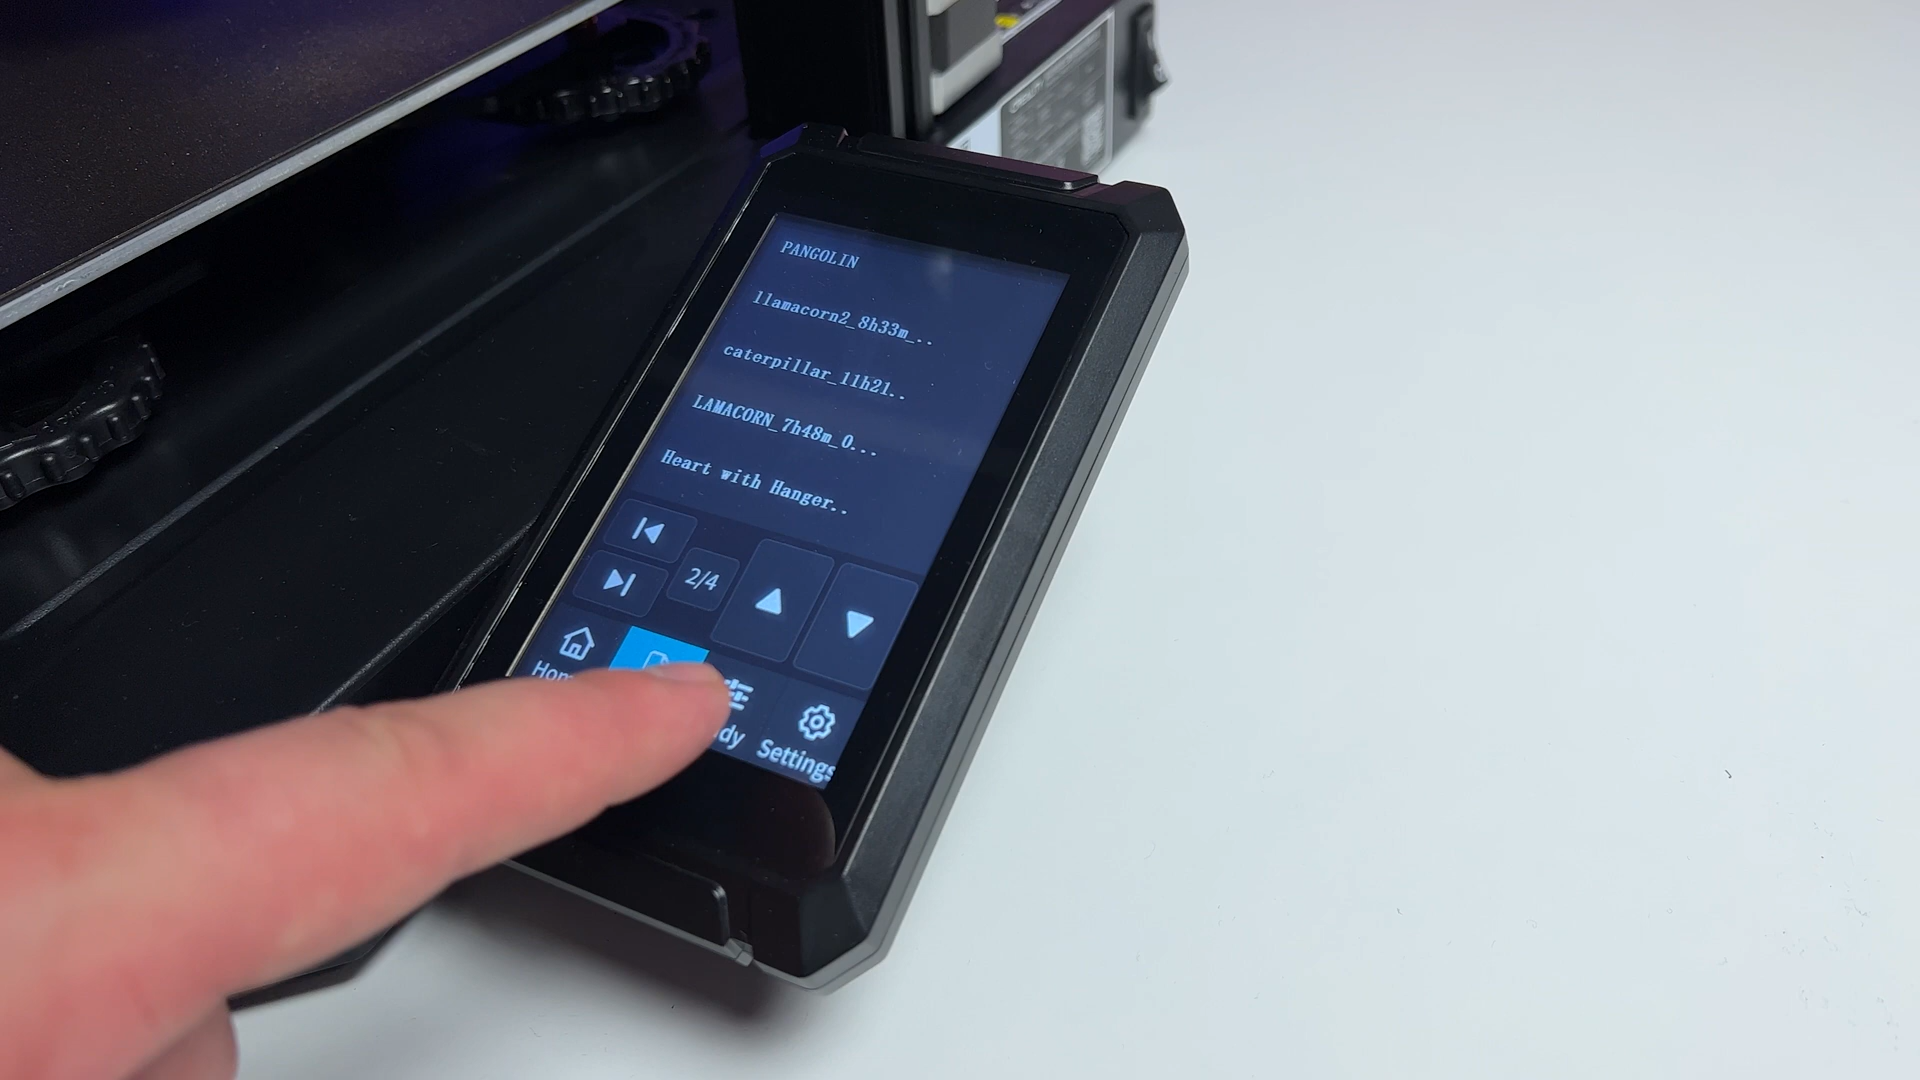 PANGOLIN
llamacorn2_8h33m_..
caterpillar_11h21..
LAMACORN_7h48m_0...
Heart with Hanger..
2/4
Settings